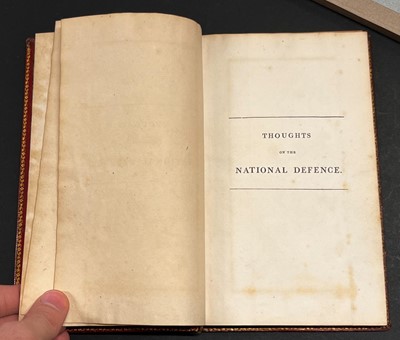 THOUGHTS
ON THE
NATIONAL DEFENCE.